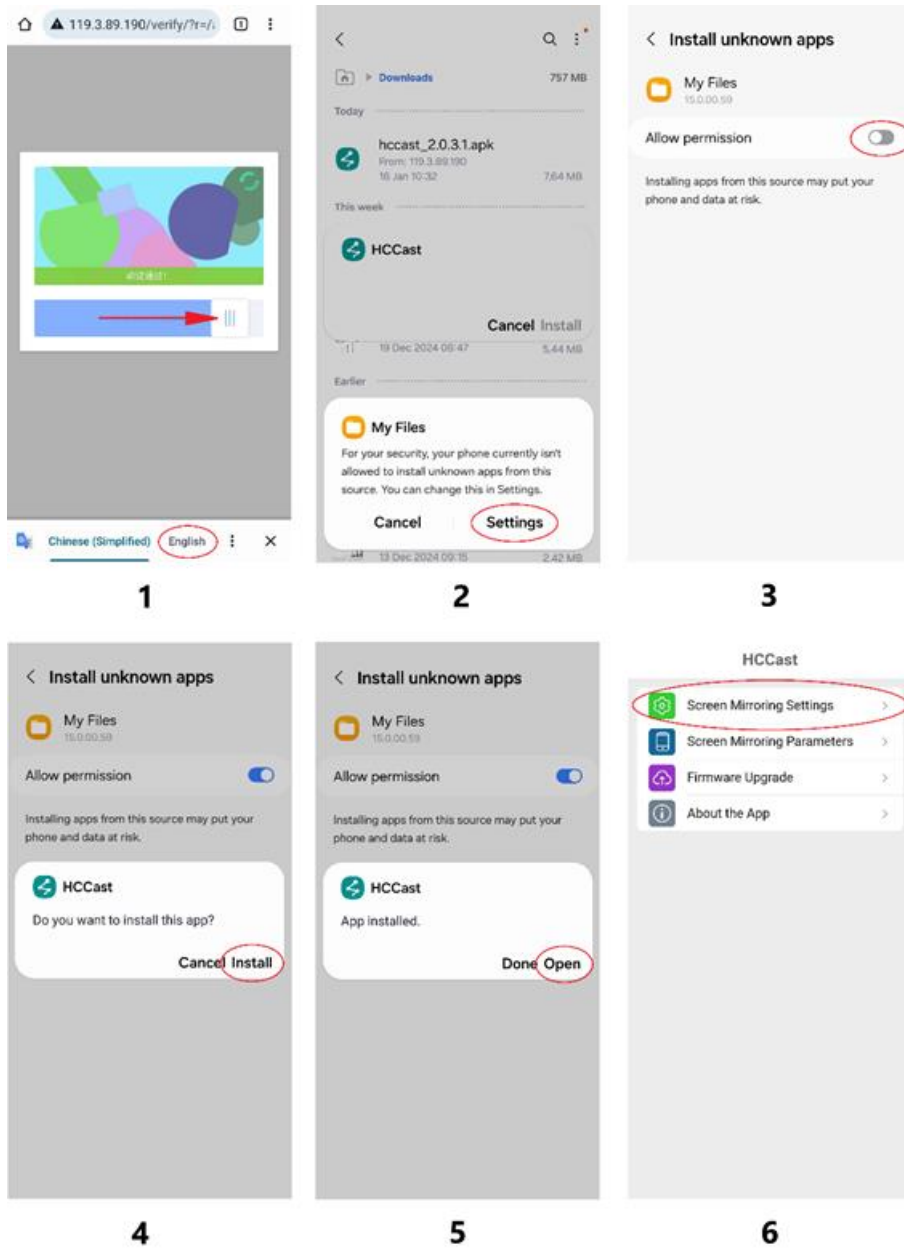 119.3.89.190/verify/?r=/
Chinese (Simplified) English
1
Downloads 757 MB
Today
hccast_2.0.3.1.apk
From: 119.3.89.190
16 Jan 10:32 7.64 MB
This week
HCCast
Cancel Install
19 Dec 2024 08:47 5.44 MB
Earlier
My Files
For your security, your phone currently isn't
allowed to install unknown apps from this
source. You can change this in Settings.
Cancel Settings
13 Dec 2024 09:15 2.42 MB
2
Install unknown apps
My Files
15.0.00.59
Allow permission
Installing apps from this source may put your
phone and data at risk.
3
Install unknown apps
My Files
15.0.00.59
Allow permission
Installing apps from this source may put your
phone and data at risk.
HCCast
Do you want to install this app?
Cancel Install
4
Install unknown apps
My Files
15.0.00.59
Allow permission
Installing apps from this source may put your
phone and data at risk.
HCCast
App installed.
Done Open
5
HCCast
Screen Mirroring Settings
Screen Mirroring Parameters
Firmware Upgrade
About the App
6